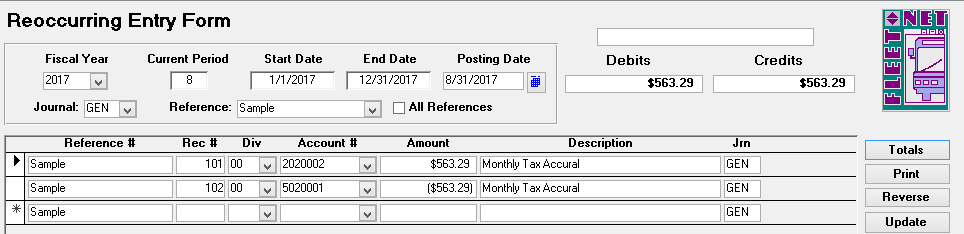 Reoccurring Entry Form
FLEET NET
Fiscal Year Current Period Start Date End Date Posting Date
2017 8 1/1/2017 12/31/2017 8/31/2017
Debits Credits
$563.29 $563.29
Journal: GEN Reference: Sample All References
Reference # Rec # Div Account # Amount Description Jrn
Sample 101 00 2020002 $563.29 Monthly Tax Accural GEN
Sample 102 00 5020001 ($563.29) Monthly Tax Accural GEN
* Sample GEN
Totals
Print
Reverse
Update